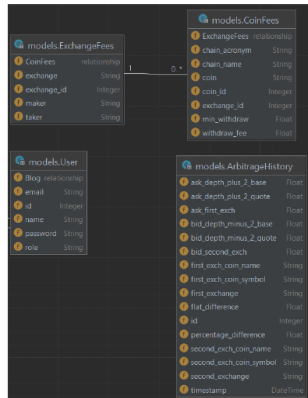 models.ExchangeFees
CoinFees relationship
exchange String
exchange_id Integer
maker String
taker String
1
0..*
models.CoinFees
ExchangeFees relationship
chain_acronym String
chain_name String
coin String
coin_id Integer
exchange_id Integer
min_withdraw Float
withdraw_fee Float
models.User
Blog relationship
email String
id Integer
name String
password String
role String
models.ArbitrageHistory
ask_depth_plus_2_base Float
ask_depth_plus_2_quote Float
ask_first_exch Float
bid_depth_minus_2_base Float
bid_depth_minus_2_quote Float
bid_second_exch Float
first_exch_coin_name String
first_exch_coin_symbol String
first_exchange String
flat_difference Float
id Integer
percentage_difference Float
second_exch_coin_name String
second_exch_coin_symbol String
second_exchange String
timestamp DateTime